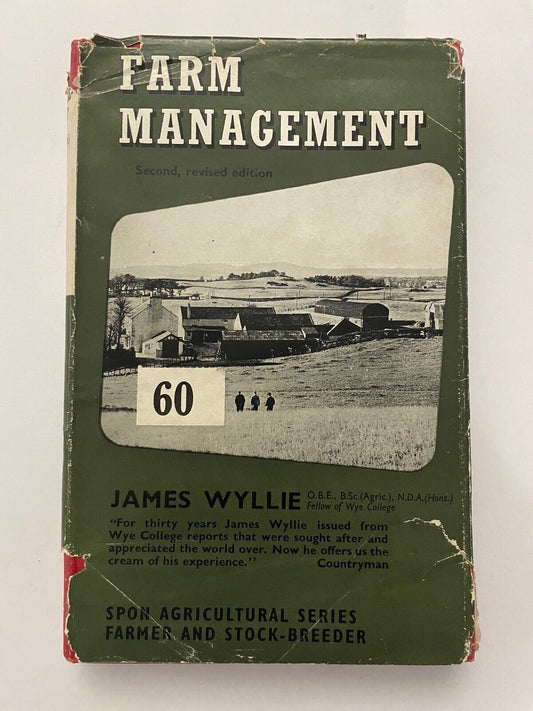 FARM
MANAGEMENT
Second, revised edition
60
JAMES WYLLIE O.B.E., B.Sc.(Agric.), N.D.A.(Hons.)
Fellow of Wye College
"For thirty years James Wyllie issued from
Wye College reports that were sought after and
appreciated the world over. Now he offers us the
cream of his experience." Countryman
SPON AGRICULTURAL SERIES
FARMER AND STOCK-BREEDER